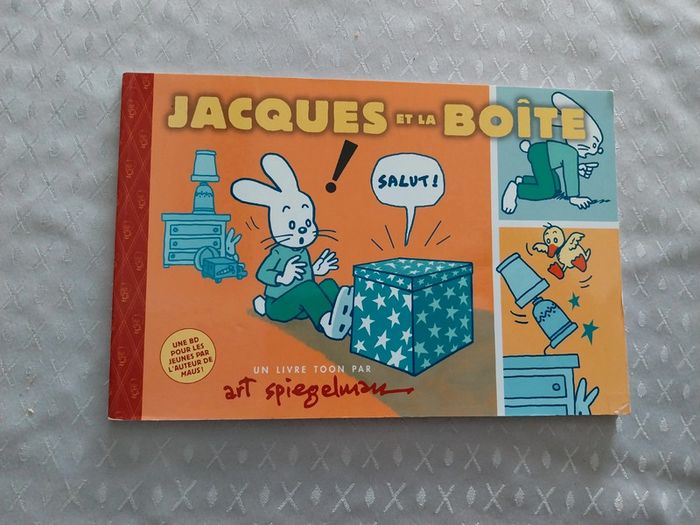 JACQUES ET LA BOÎTE
SALUT!
UNE BD
POUR LES
JEUNES PAR
L'AUTEUR DE
MAUS!
UN LIVRE TOON PAR
art spiegelman